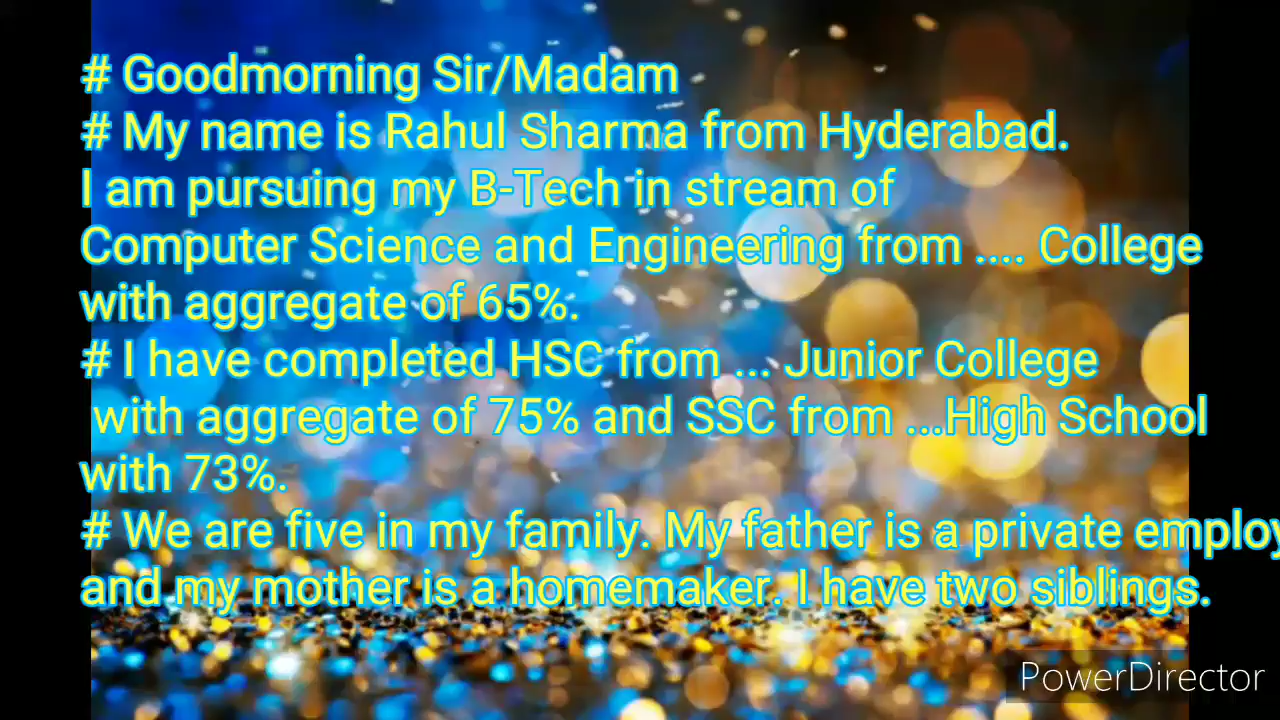 # Goodmorning Sir/Madam
# My name is Rahul Sharma from Hyderabad.
I am pursuing my B-Tech in stream of
Computer Science and Engineering from .... College
with aggregate of 65%.
# I have completed HSC from ... Junior College
with aggregate of 75% and SSC from ...High School
with 73%.
# We are five in my family. My father is a private
and my mother is a homemaker. I have two siblings.
PowerDirector